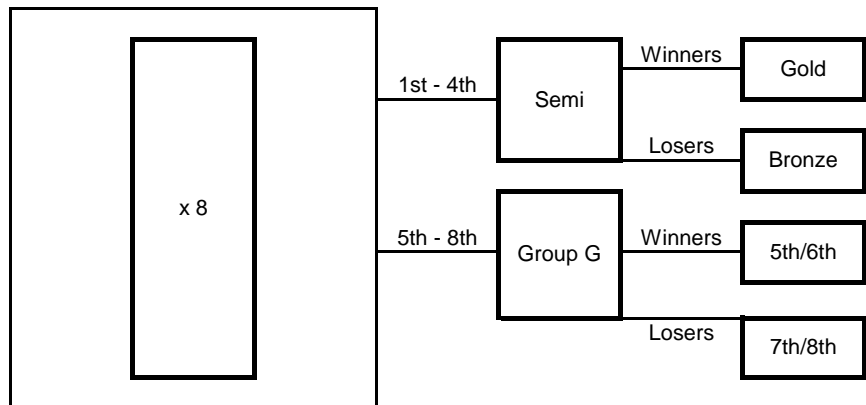 x 8
1st - 4th
5th - 8th
Semi
Group G
Winners
Losers
Winners
Losers
Gold
Bronze
5th/6th
7th/8th